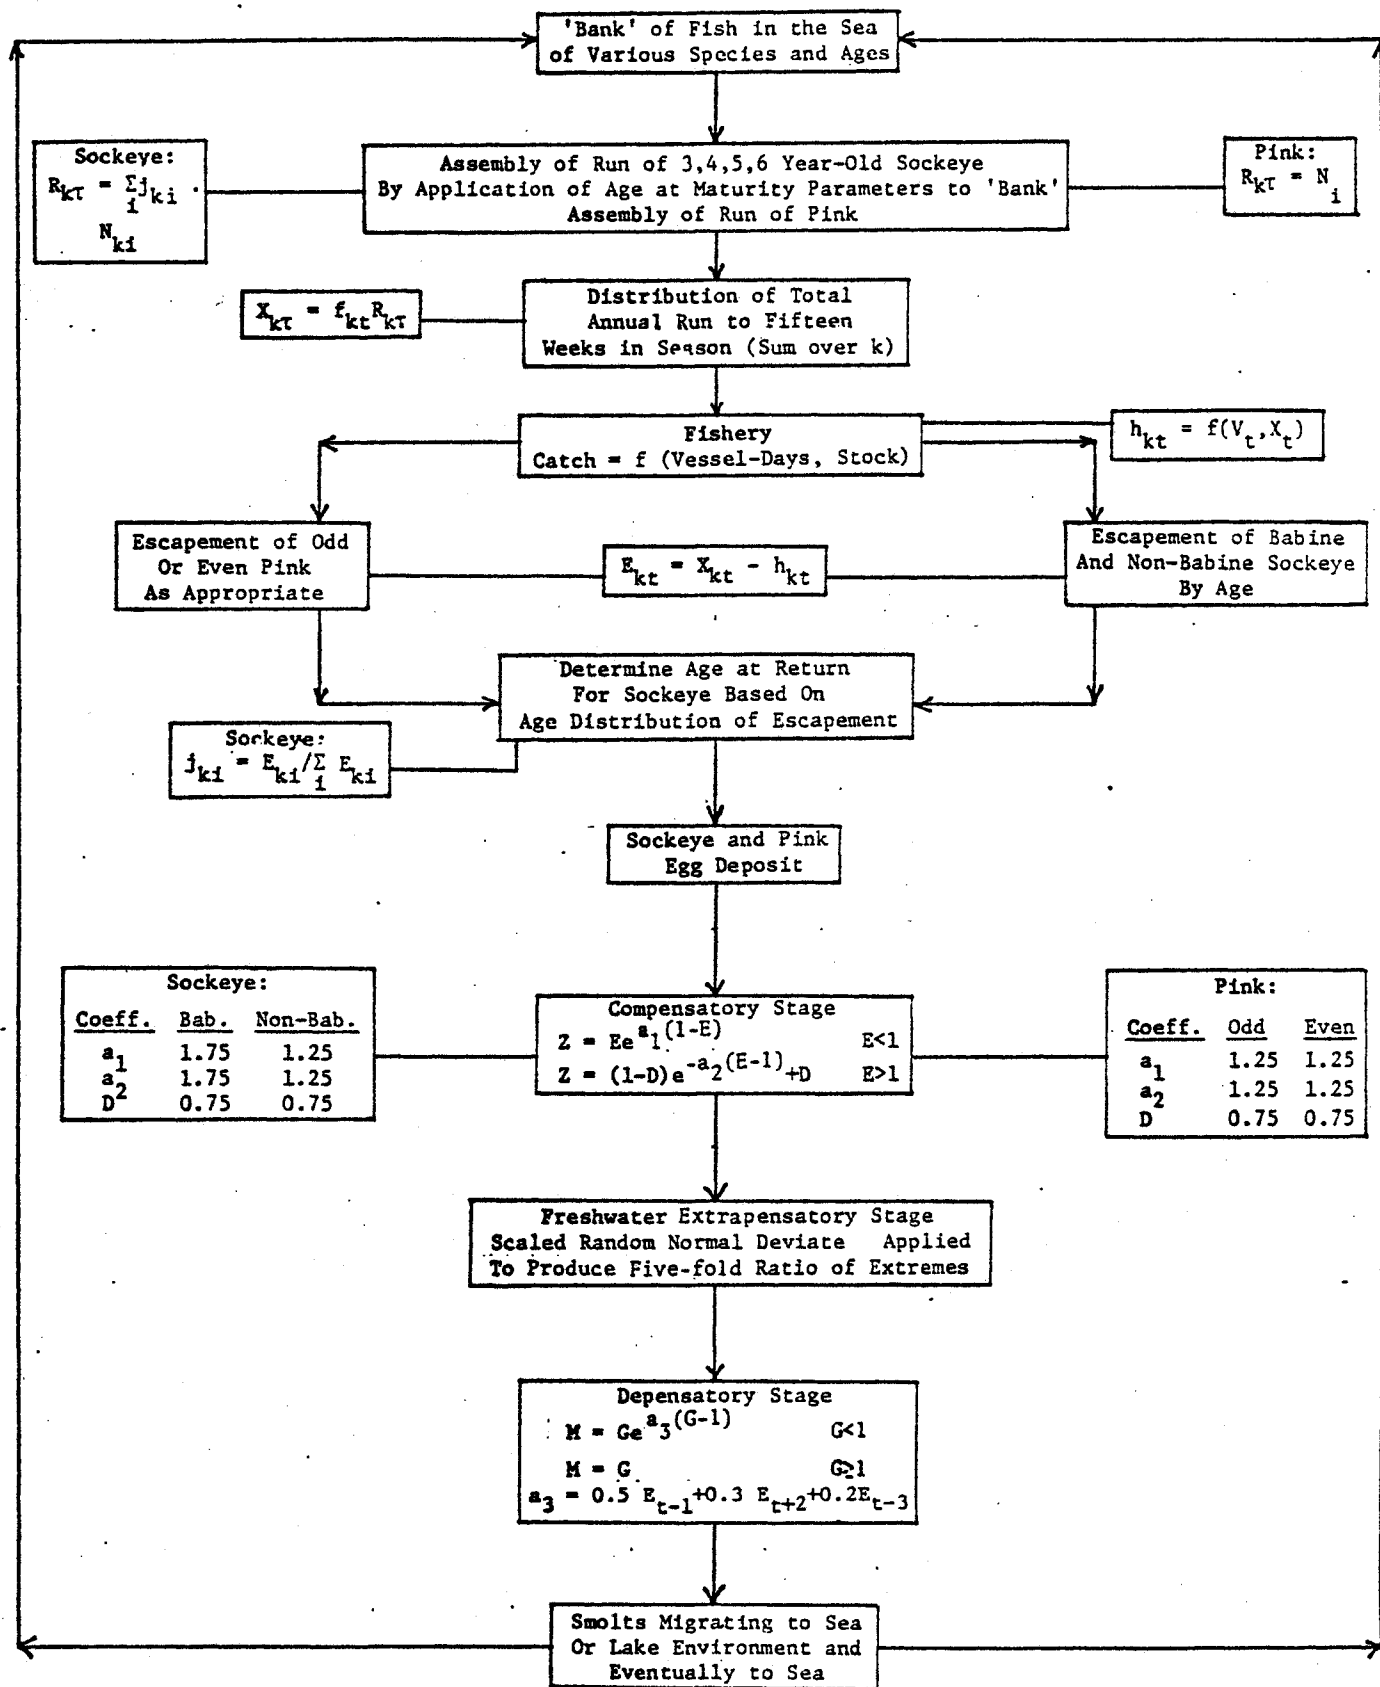 'Bank' of Fish in the Sea
of Various Species and Ages
Sockeye:
R_kτ = Σ_i j_ki .
N_ki
Assembly of Run of 3,4,5,6 Year-Old Sockeye
By Application of Age at Maturity Parameters to 'Bank'
Assembly of Run of Pink
Pink:
R_kτ = N_i
X_kτ = f_kt R_kτ
Distribution of Total
Annual Run to Fifteen
Weeks in Season (Sum over k)
Fishery
Catch = f (Vessel-Days, Stock)
h_kt = f(V_t,X_t)
Escapement of Odd
Or Even Pink
As Appropriate
E_kt = X_kt - h_kt
Escapement of Babine
And Non-Babine Sockeye
By Age
Determine Age at Return
For Sockeye Based On
Age Distribution of Escapement
Sockeye:
j_ki = E_ki/Σ_i E_ki
Sockeye and Pink
Egg Deposit
Sockeye:
Coeff. Bab. Non-Bab.
a_1 1.75 1.25
a_2 1.75 1.25
D 0.75 0.75
Compensatory Stage
Z = Ee^a_1(1-E) E<1
Z = (1-D)e^-a_2(E-1)+D E>1
Pink:
Coeff. Odd Even
a_1 1.25 1.25
a_2 1.25 1.25
D 0.75 0.75
Freshwater Extrapensatory Stage
Scaled Random Normal Deviate Applied
To Produce Five-fold Ratio of Extremes
Depensatory Stage
M = Ge^a_3(G-1) G<1
M = G G≥1
a_3 = 0.5 E_t-1+0.3 E_t+2+0.2E_t-3
Smolts Migrating to Sea
Or Lake Environment and
Eventually to Sea